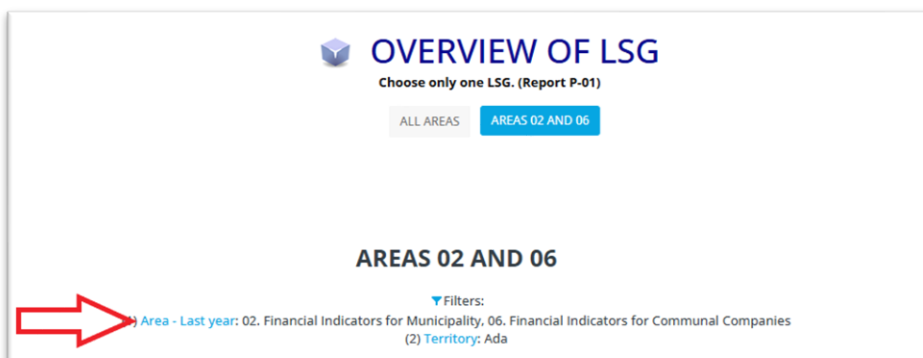 OVERVIEW OF LSG
Choose only one LSG. (Report P-01)
ALL AREAS
AREAS 02 AND 06
AREAS 02 AND 06
Filters:
) Area - Last year: 02. Financial Indicators for Municipality, 06. Financial Indicators for Communal Companies
(2) Territory: Ada